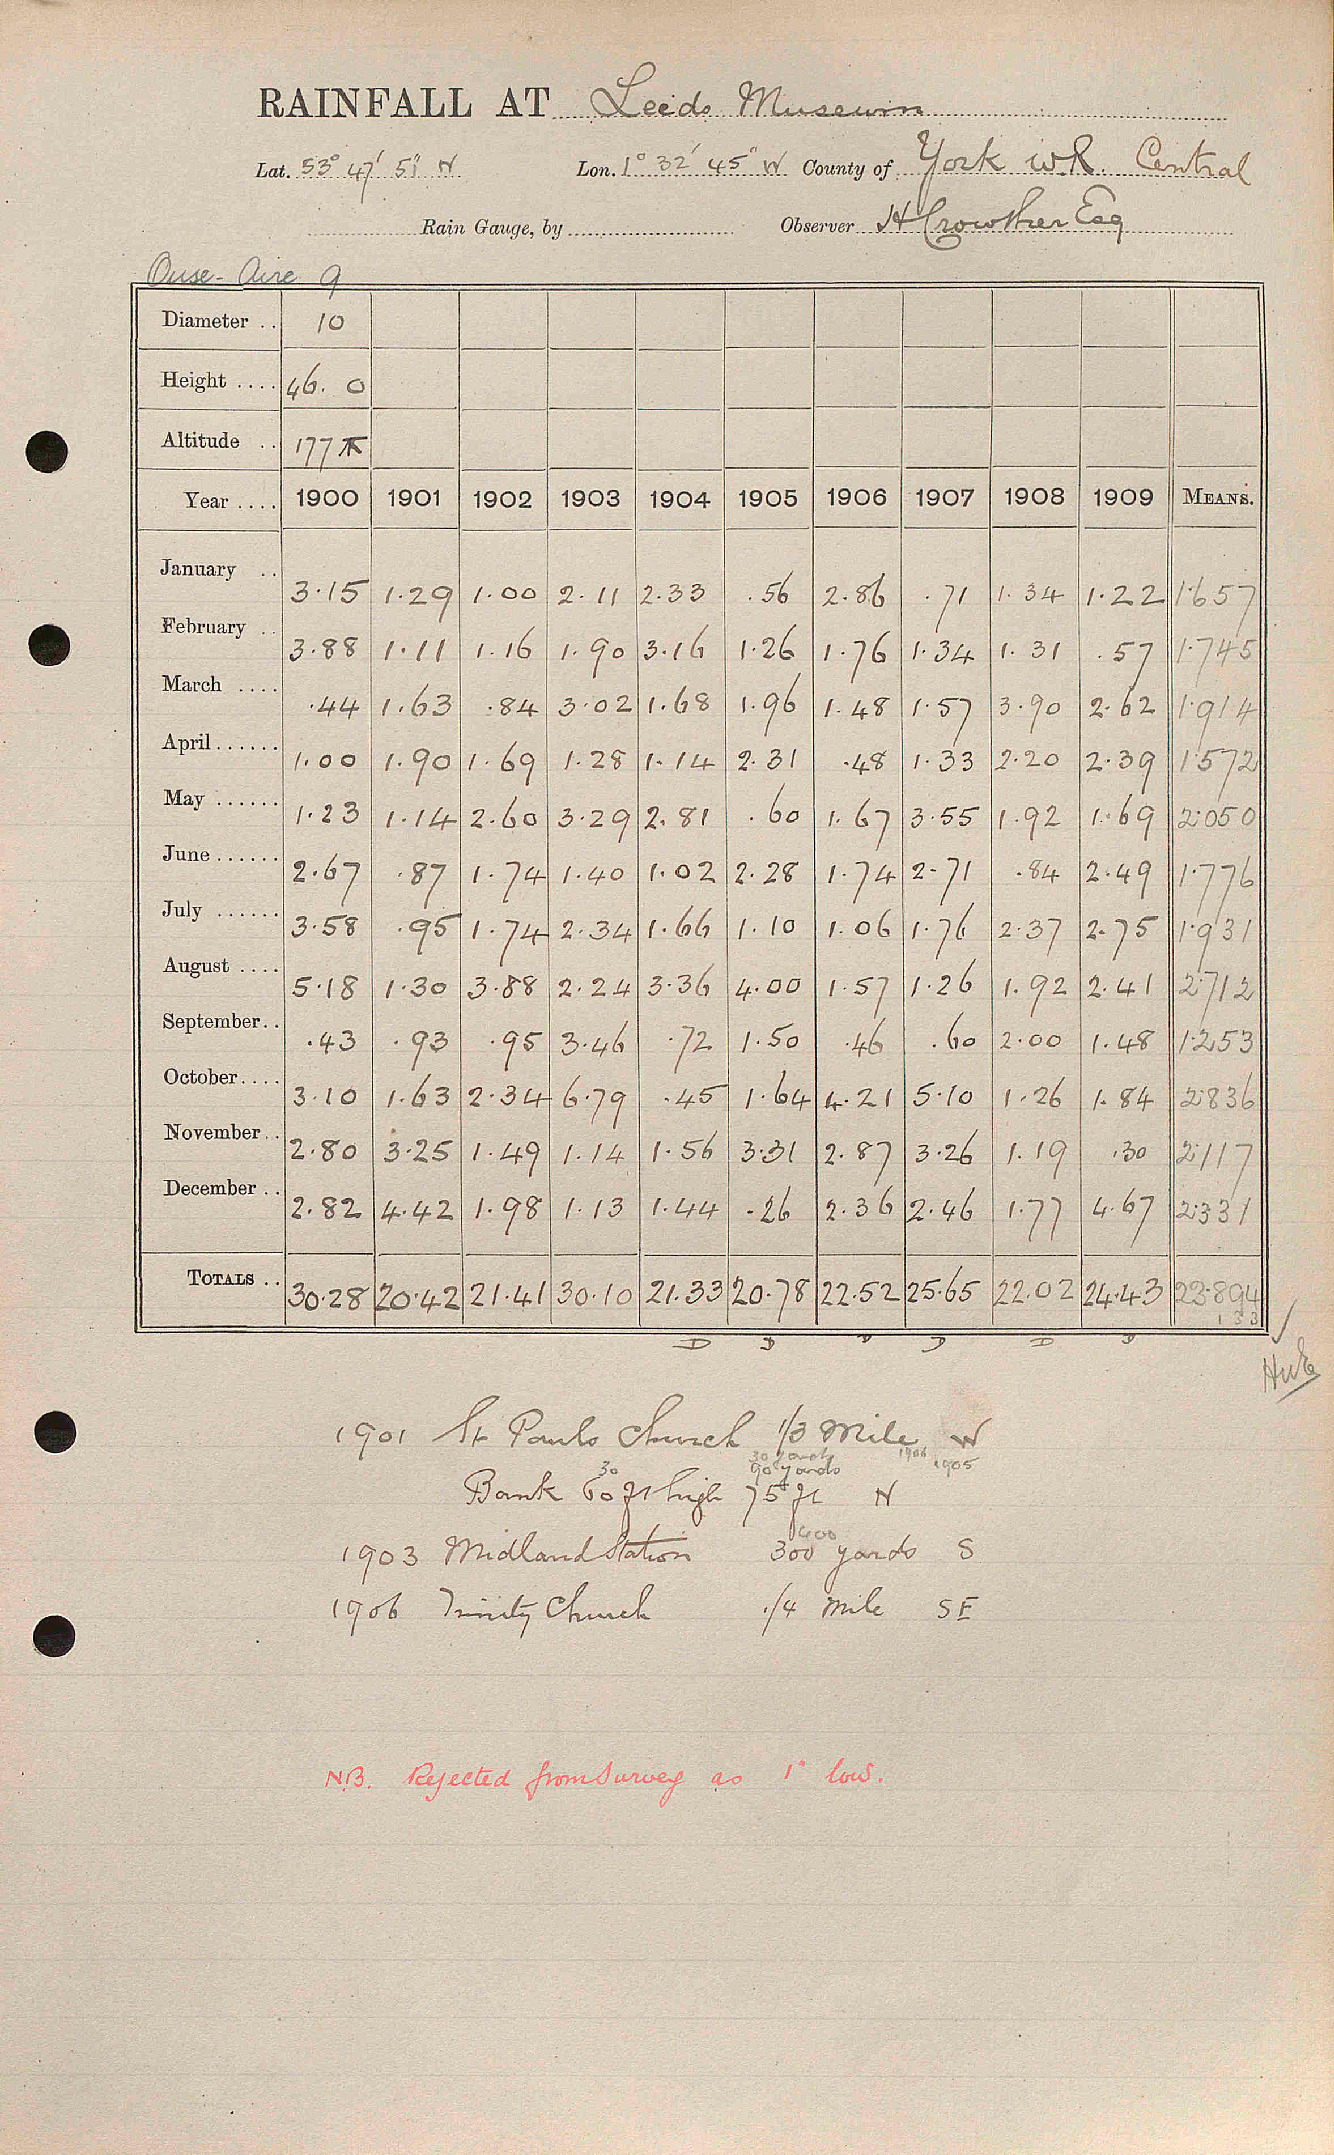 RAINFALL AT Leeds Museum
Lat. 53° 47' 51" N Lon. 1° 32' 45" W County of York W.R. Central
Rain Gauge, by Observer H Crowther Esq
Ouse-Aire 9
Diameter .. 10
Height .... 46. 0
Altitude .. 177
Year .... 1900 1901 1902 1903 1904 1905 1906 1907 1908 1909 MEANS.
January .. 3.15 1.29 1.00 2.11 2.33 .56 2.86 .71 1.34 1.22 1.657
February .. 3.88 1.11 1.16 1.90 3.16 1.26 1.76 1.34 1.31 .57 1.745
March .... .44 1.63 .84 3.02 1.68 1.96 1.48 1.57 3.90 2.62 1.914
April ...... 1.00 1.90 1.69 1.28 1.14 2.31 .48 1.33 2.20 2.39 1.572
May ...... 1.23 1.14 2.60 3.29 2.81 .60 1.67 3.55 1.92 1.69 2.050
June ...... 2.67 .87 1.74 1.40 1.02 2.28 1.74 2.71 .84 2.49 1.776
July ...... 3.58 .95 1.74 2.34 1.66 1.10 1.06 1.76 2.37 2.75 1.931
August .... 5.18 1.30 3.88 2.24 3.36 4.00 1.57 1.26 1.92 2.41 2.712
September .. .43 .93 .95 3.46 .72 1.50 .46 .60 2.00 1.48 1.253
October .... 3.10 1.63 2.34 6.79 .45 1.64 4.21 5.10 1.26 1.84 2.836
November .. 2.80 3.25 1.49 1.14 1.56 3.31 2.87 3.26 1.19 .30 2.117
December .. 2.82 4.42 1.98 1.13 1.44 .26 2.36 2.46 1.77 4.67 2.331
TOTALS .. 30.28 20.42 21.41 30.10 21.33 20.78 22.52 25.65 22.02 24.43 23.894
1 3 3
D D D D D D
1901 St Pauls Church 1/3 Mile W
30 30 yards 1906 1905
90 yards
Bank 60 ft high 75 ft N
400
1903 Midland Station 300 yards S
1906 Trinity Church 1/4 mile SE
N.B. Rejected from Survey as 1" low.